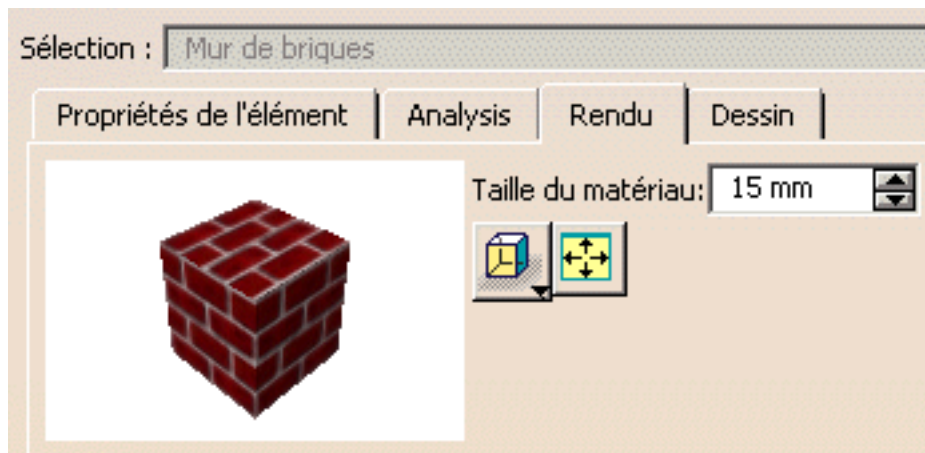 Sélection : Mur de briques
Propriétés de l'élément Analysis Rendu Dessin
Taille du matériau: 15 mm